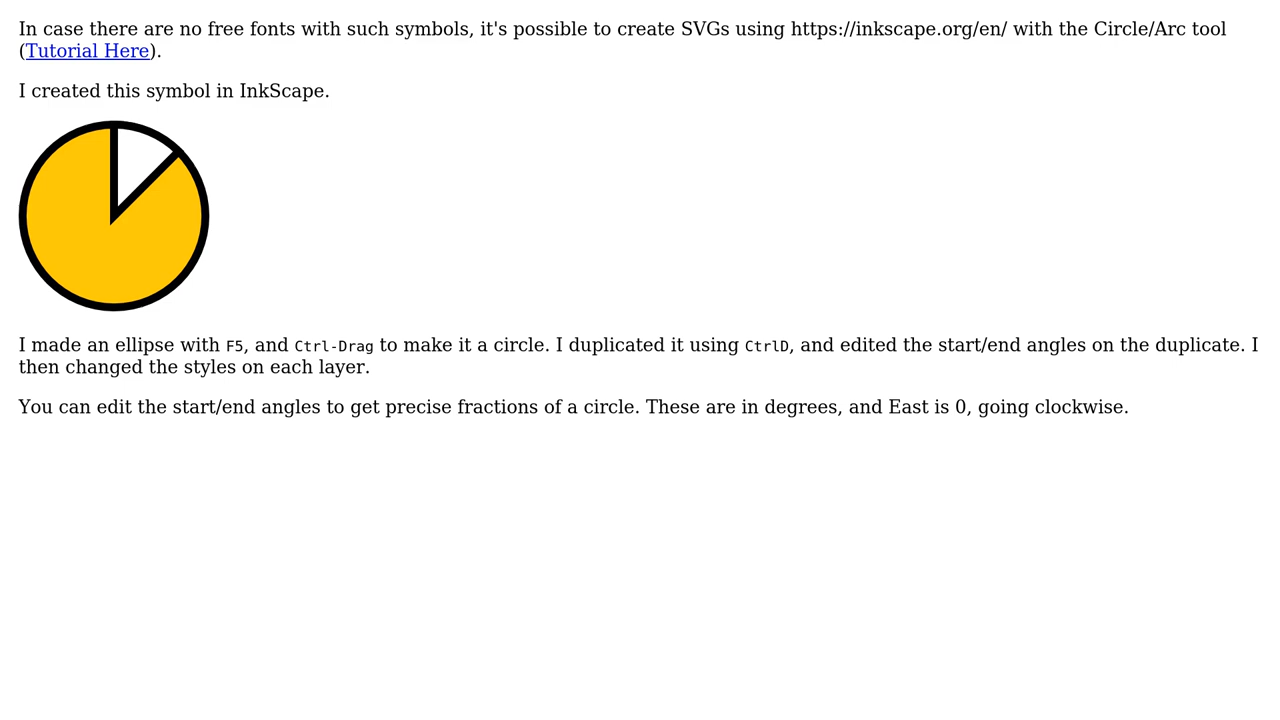 In case there are no free fonts with such symbols, it's possible to create SVGs using https://inkscape.org/en/ with the Circle/Arc tool
(Tutorial Here).
I created this symbol in InkScape.
I made an ellipse with F5, and Ctrl-Drag to make it a circle. I duplicated it using CtrlD, and edited the start/end angles on the duplicate. I
then changed the styles on each layer.
You can edit the start/end angles to get precise fractions of a circle. These are in degrees, and East is 0, going clockwise.